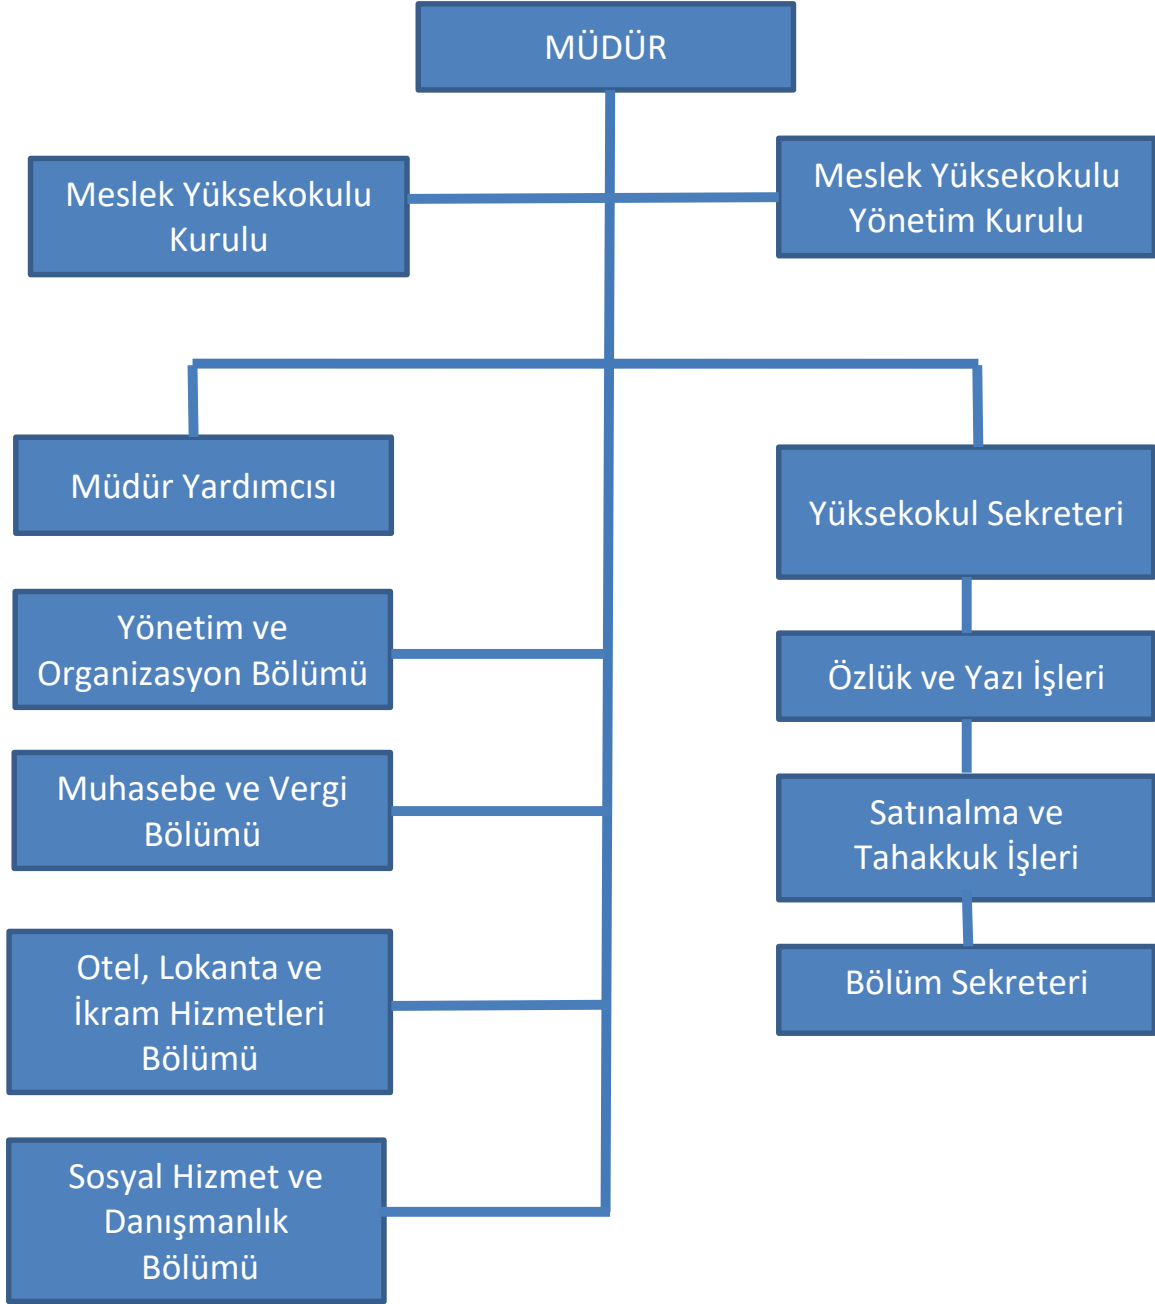 MÜDÜR
Meslek Yüksekokulu
Kurulu
Meslek Yüksekokulu
Yönetim Kurulu
Müdür Yardımcısı
Yüksekokul Sekreteri
Yönetim ve
Organizasyon Bölümü
Özlük ve Yazı İşleri
Muhasebe ve Vergi
Bölümü
Satınalma ve
Tahakkuk İşleri
Otel, Lokanta ve
İkram Hizmetleri
Bölümü
Bölüm Sekreteri
Sosyal Hizmet ve
Danışmanlık
Bölümü